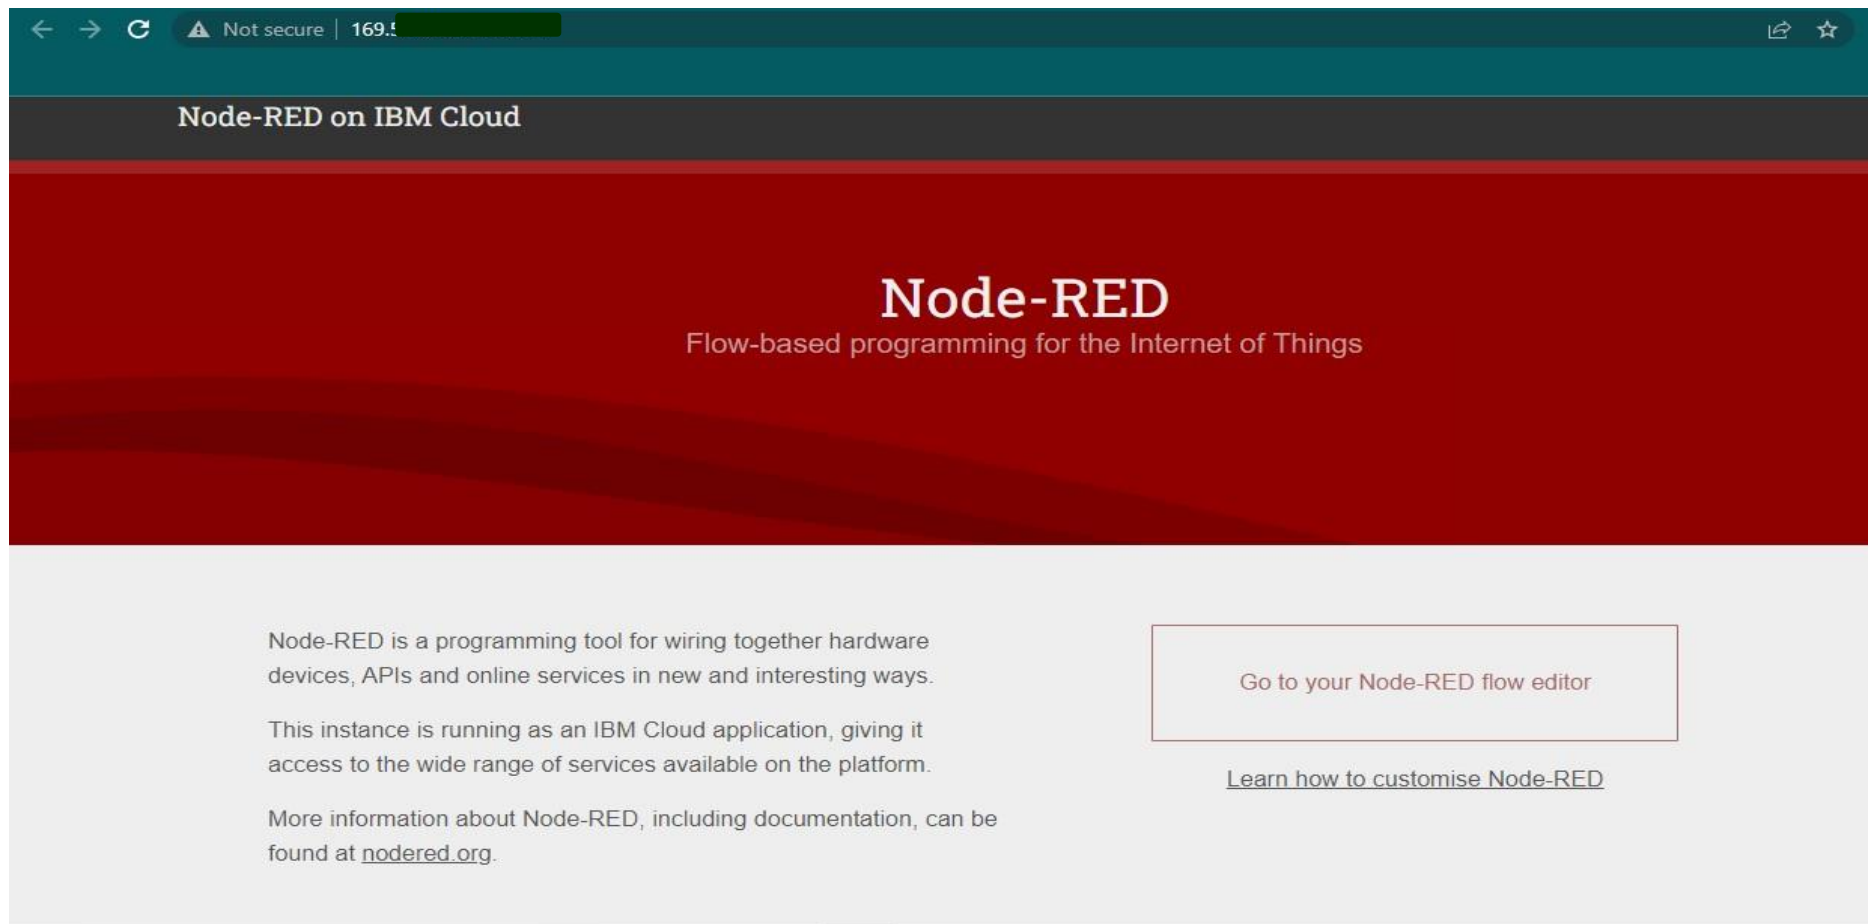 Not secure | 169.5
Node-RED on IBM Cloud
Node-RED
Flow-based programming for the Internet of Things
Node-RED is a programming tool for wiring together hardware
devices, APIs and online services in new and interesting ways.
This instance is running as an IBM Cloud application, giving it
access to the wide range of services available on the platform.
More information about Node-RED, including documentation, can be
found at nodered.org.
Go to your Node-RED flow editor
Learn how to customise Node-RED